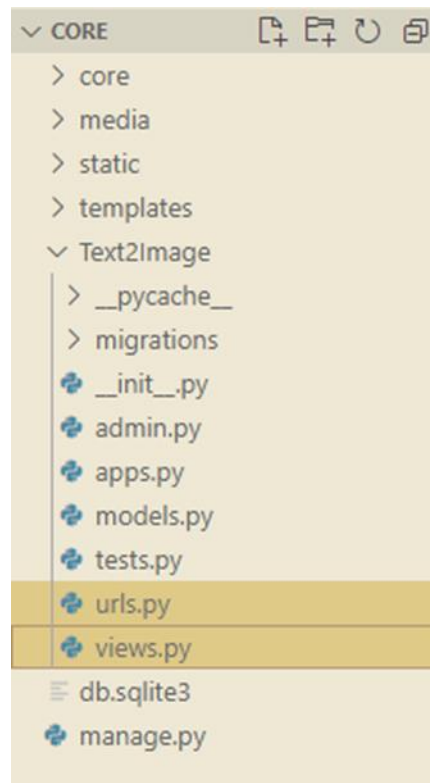 CORE
core
media
static
templates
Text2Image
__pycache__
migrations
__init__.py
admin.py
apps.py
models.py
tests.py
urls.py
views.py
db.sqlite3
manage.py